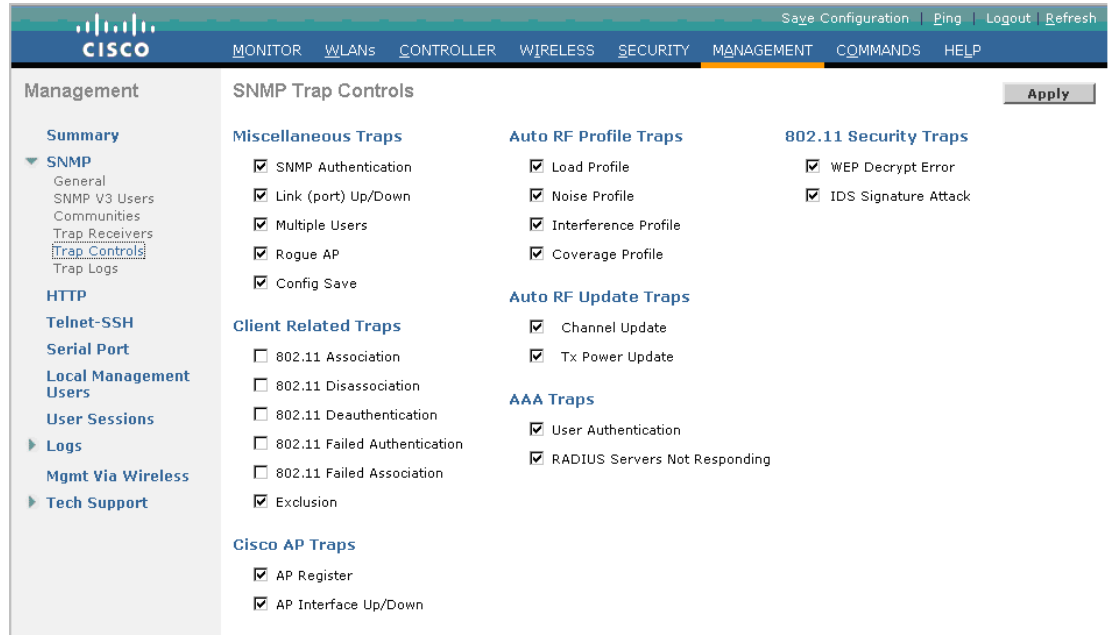 Save Configuration | Ping | Logout | Refresh
CISCO
MONITOR WLANs CONTROLLER WIRELESS SECURITY MANAGEMENT COMMANDS HELP
Management
Summary
SNMP
General
SNMP V3 Users
Communities
Trap Receivers
Trap Controls
Trap Logs
HTTP
Telnet-SSH
Serial Port
Local Management
Users
User Sessions
Logs
Mgmt Via Wireless
Tech Support
SNMP Trap Controls
Apply
Miscellaneous Traps
SNMP Authentication
Link (port) Up/Down
Multiple Users
Rogue AP
Config Save
Client Related Traps
802.11 Association
802.11 Disassociation
802.11 Deauthentication
802.11 Failed Authentication
802.11 Failed Association
Exclusion
Cisco AP Traps
AP Register
AP Interface Up/Down
Auto RF Profile Traps
Load Profile
Noise Profile
Interference Profile
Coverage Profile
Auto RF Update Traps
Channel Update
Tx Power Update
AAA Traps
User Authentication
RADIUS Servers Not Responding
802.11 Security Traps
WEP Decrypt Error
IDS Signature Attack